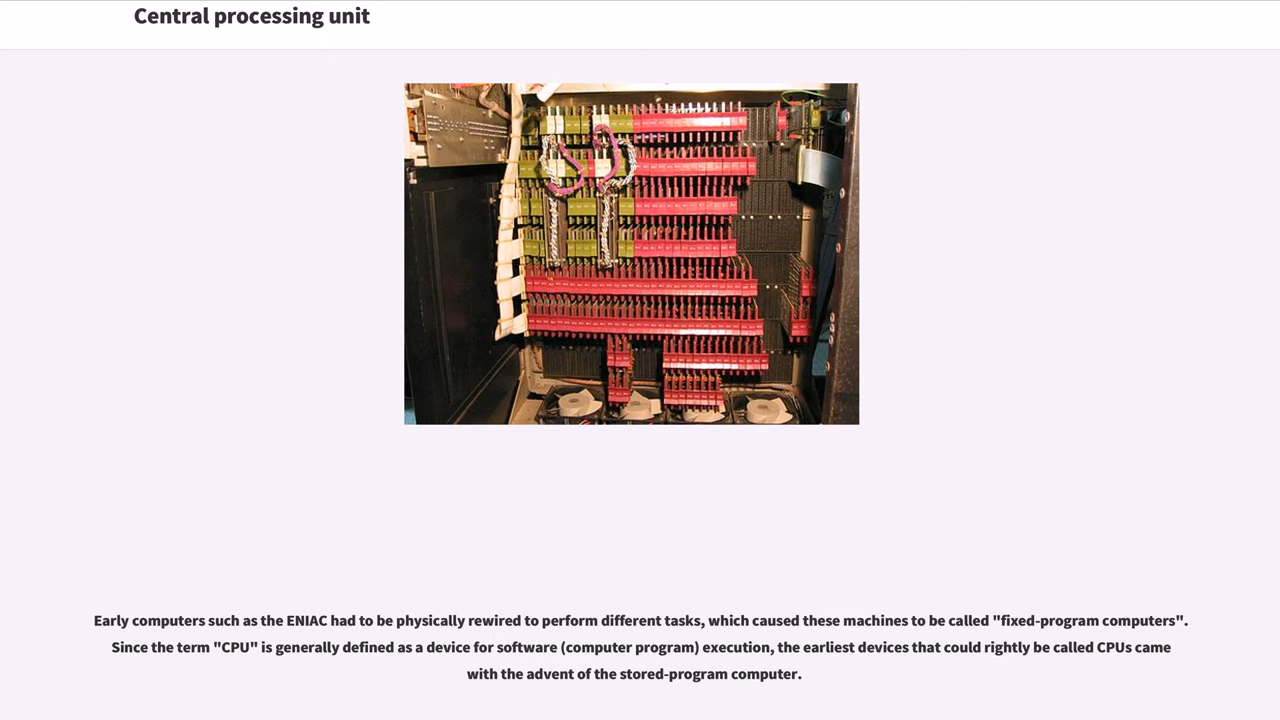 Central processing unit
Early computers such as the ENIAC had to be physically rewired to perform different tasks, which caused these machines to be called "fixed-program computers".
Since the term "CPU" is generally defined as a device for software (computer program) execution, the earliest devices that could rightly be called CPUs came
with the advent of the stored-program computer.